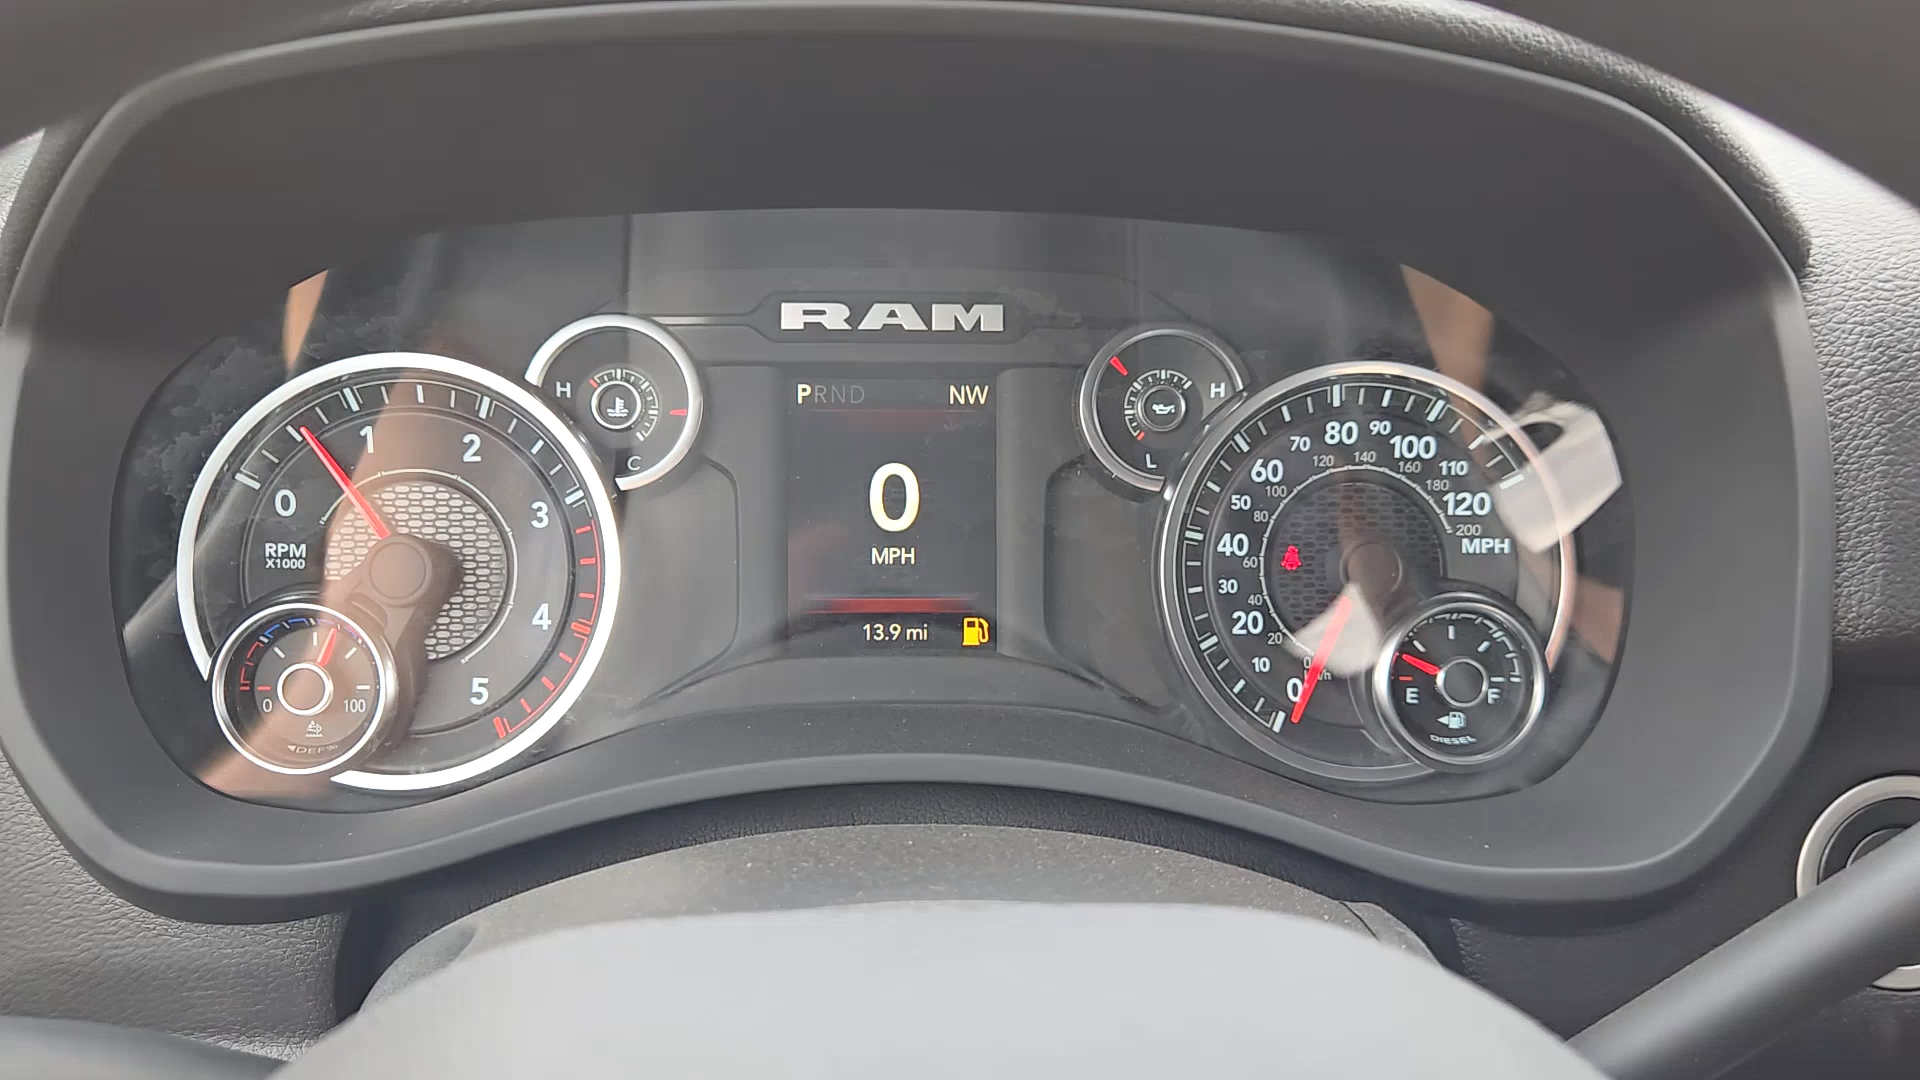 RAM
PRND NW
0
MPH
13.9 mi
0 1 2 3 4 5
RPM
X1000
H
C
H
L
0 10 20 30 40 50 60 70 80 90 100 110 120
MPH
0 20 40 60 80 100 120 140 160 180 200
0 100
DEF%
E F
DIESEL